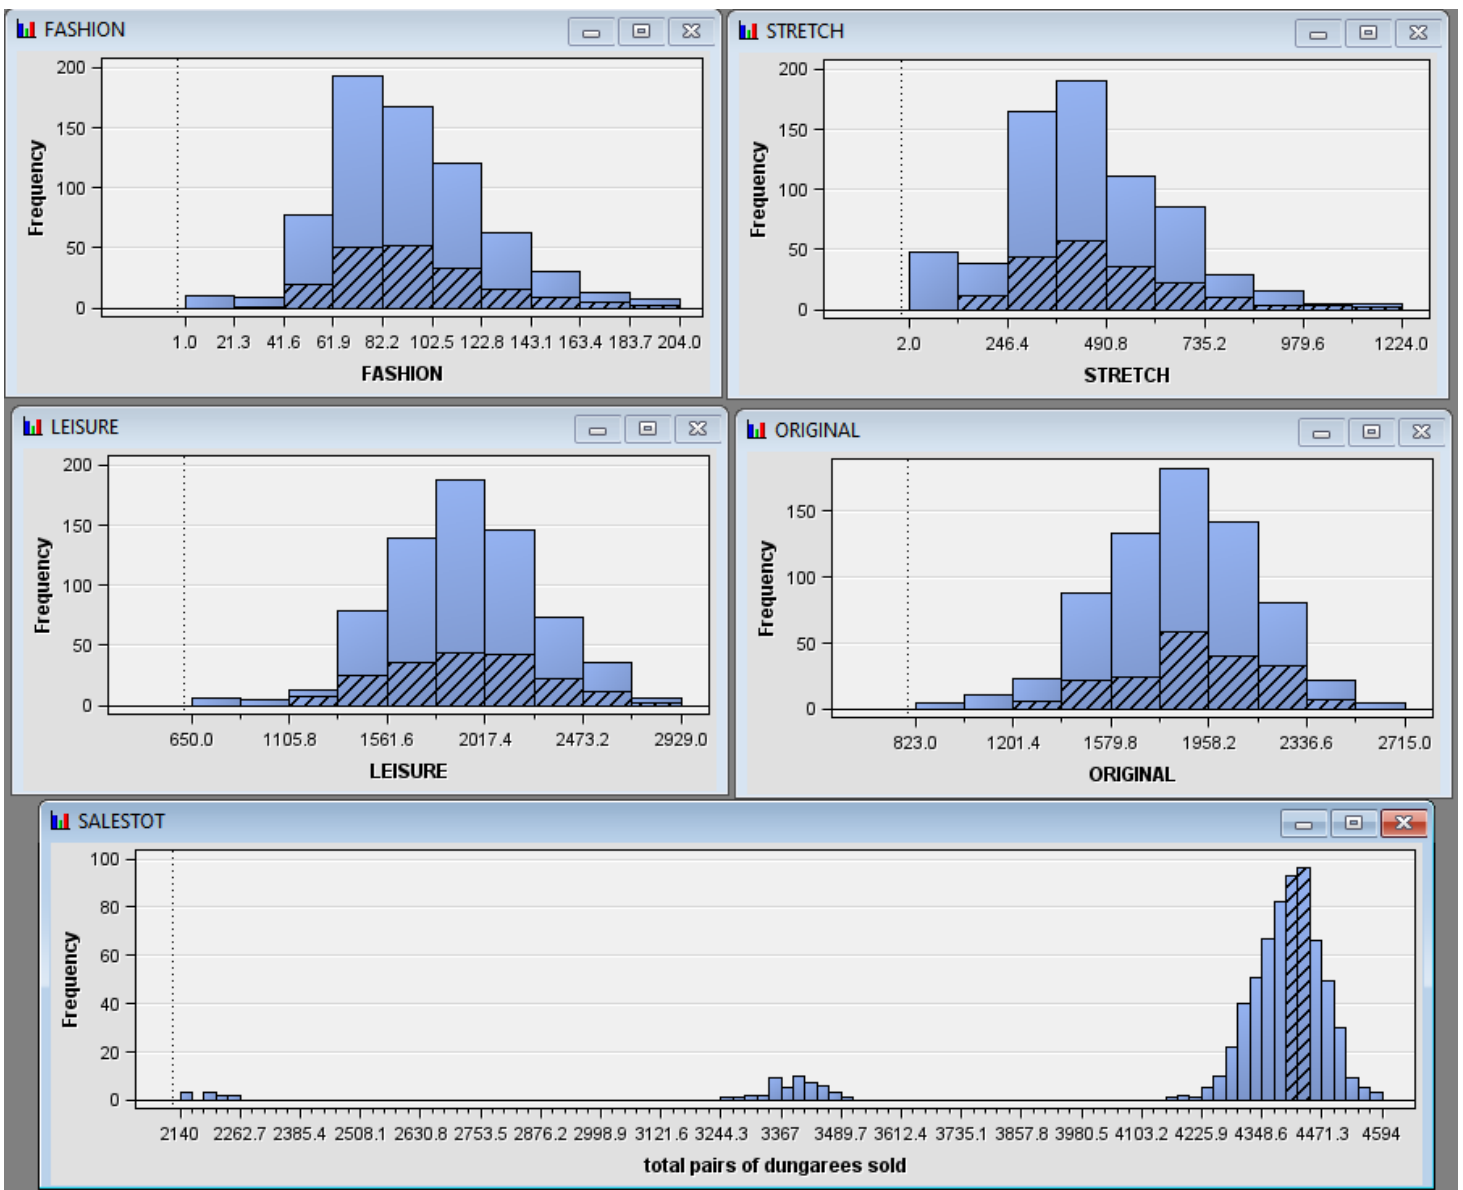 FASHION
200
150
100
50
0
Frequency
1.0 21.3 41.6 61.9 82.2 102.5 122.8 143.1 163.4 183.7 204.0
FASHION
STRETCH
200
150
100
50
0
Frequency
2.0 246.4 490.8 735.2 979.6 1224.0
STRETCH
LEISURE
200
150
100
50
0
Frequency
650.0 1105.8 1561.6 2017.4 2473.2 2929.0
LEISURE
ORIGINAL
150
100
50
0
Frequency
823.0 1201.4 1579.8 1958.2 2336.6 2715.0
ORIGINAL
SALESTOT
100
80
60
40
20
0
Frequency
2140 2262.7 2385.4 2508.1 2630.8 2753.5 2876.2 2998.9 3121.6 3244.3 3367 3489.7 3612.4 3735.1 3857.8 3980.5 4103.2 4225.9 4348.6 4471.3 4594
total pairs of dungarees sold